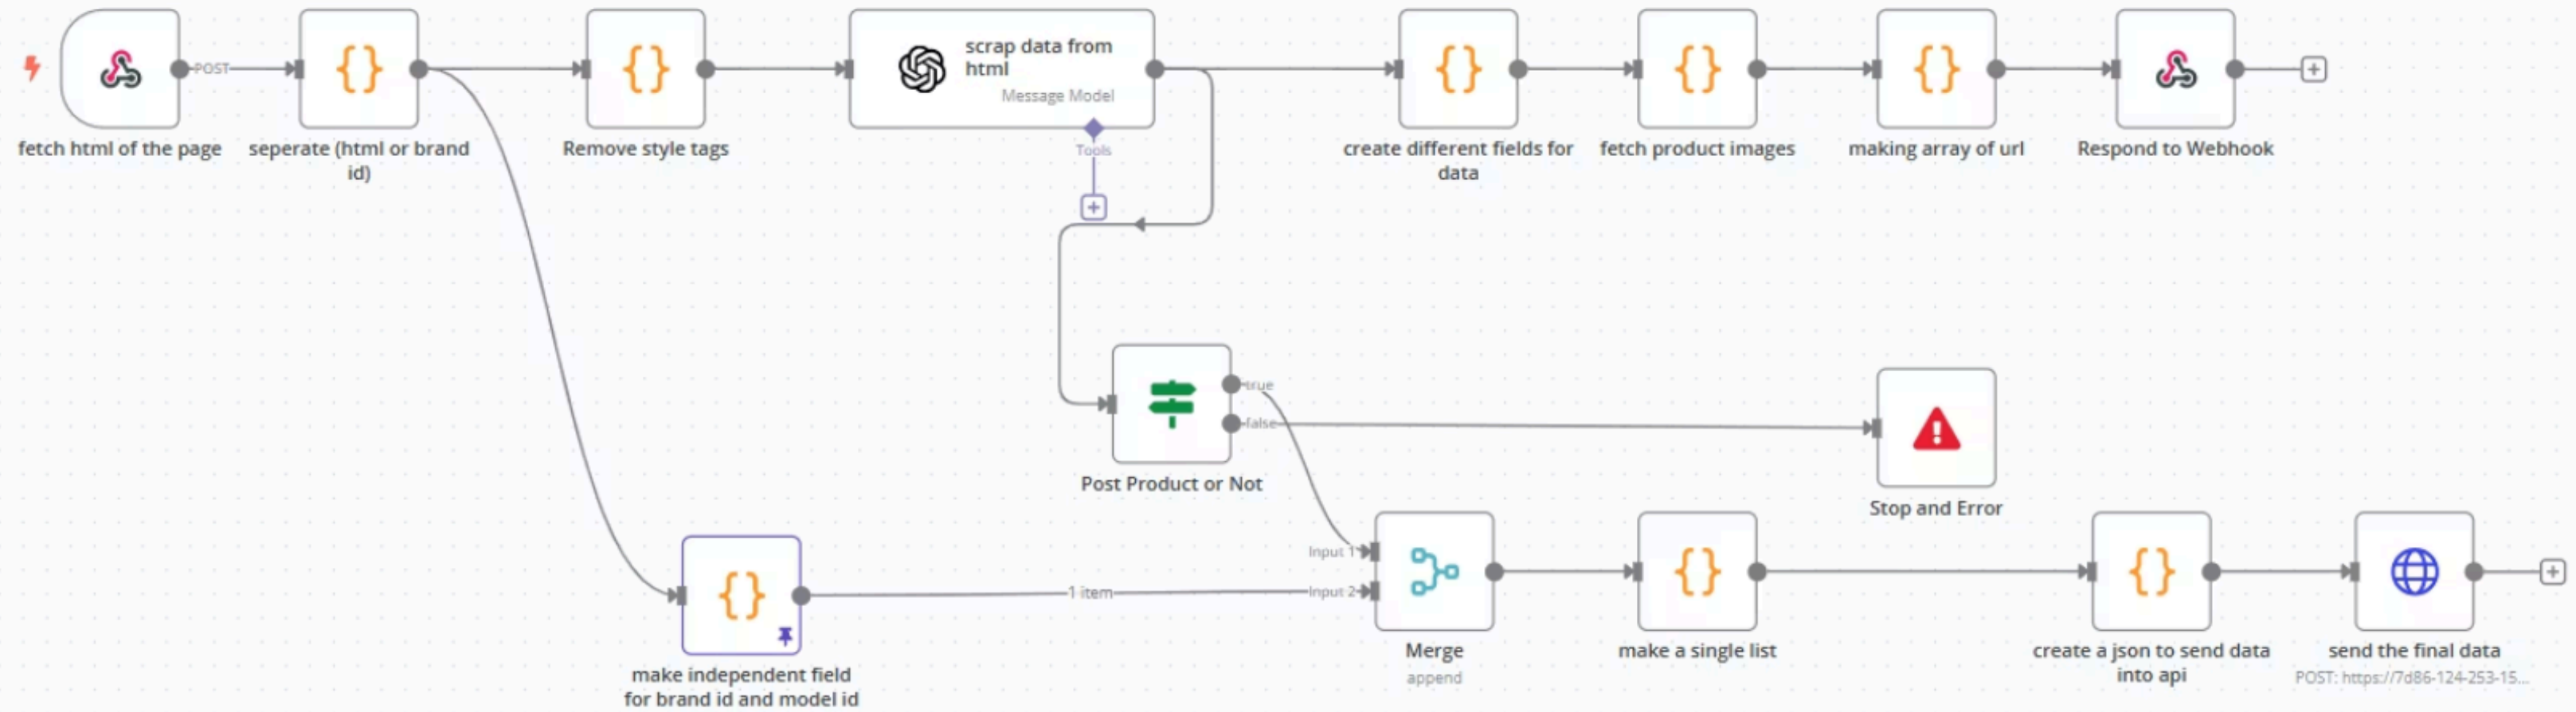 POST
fetch html of the page
seperate (html or brand
id)
Remove style tags
scrap data from
html
Message Model
Tools
create different fields for
data
fetch product images
making array of url
Respond to Webhook
true
false
Post Product or Not
Stop and Error
make independent field
for brand id and model id
1 item
Input 1
Input 2
Merge
append
make a single list
create a json to send data
into api
send the final data
POST: https://7d86-124-253-15...